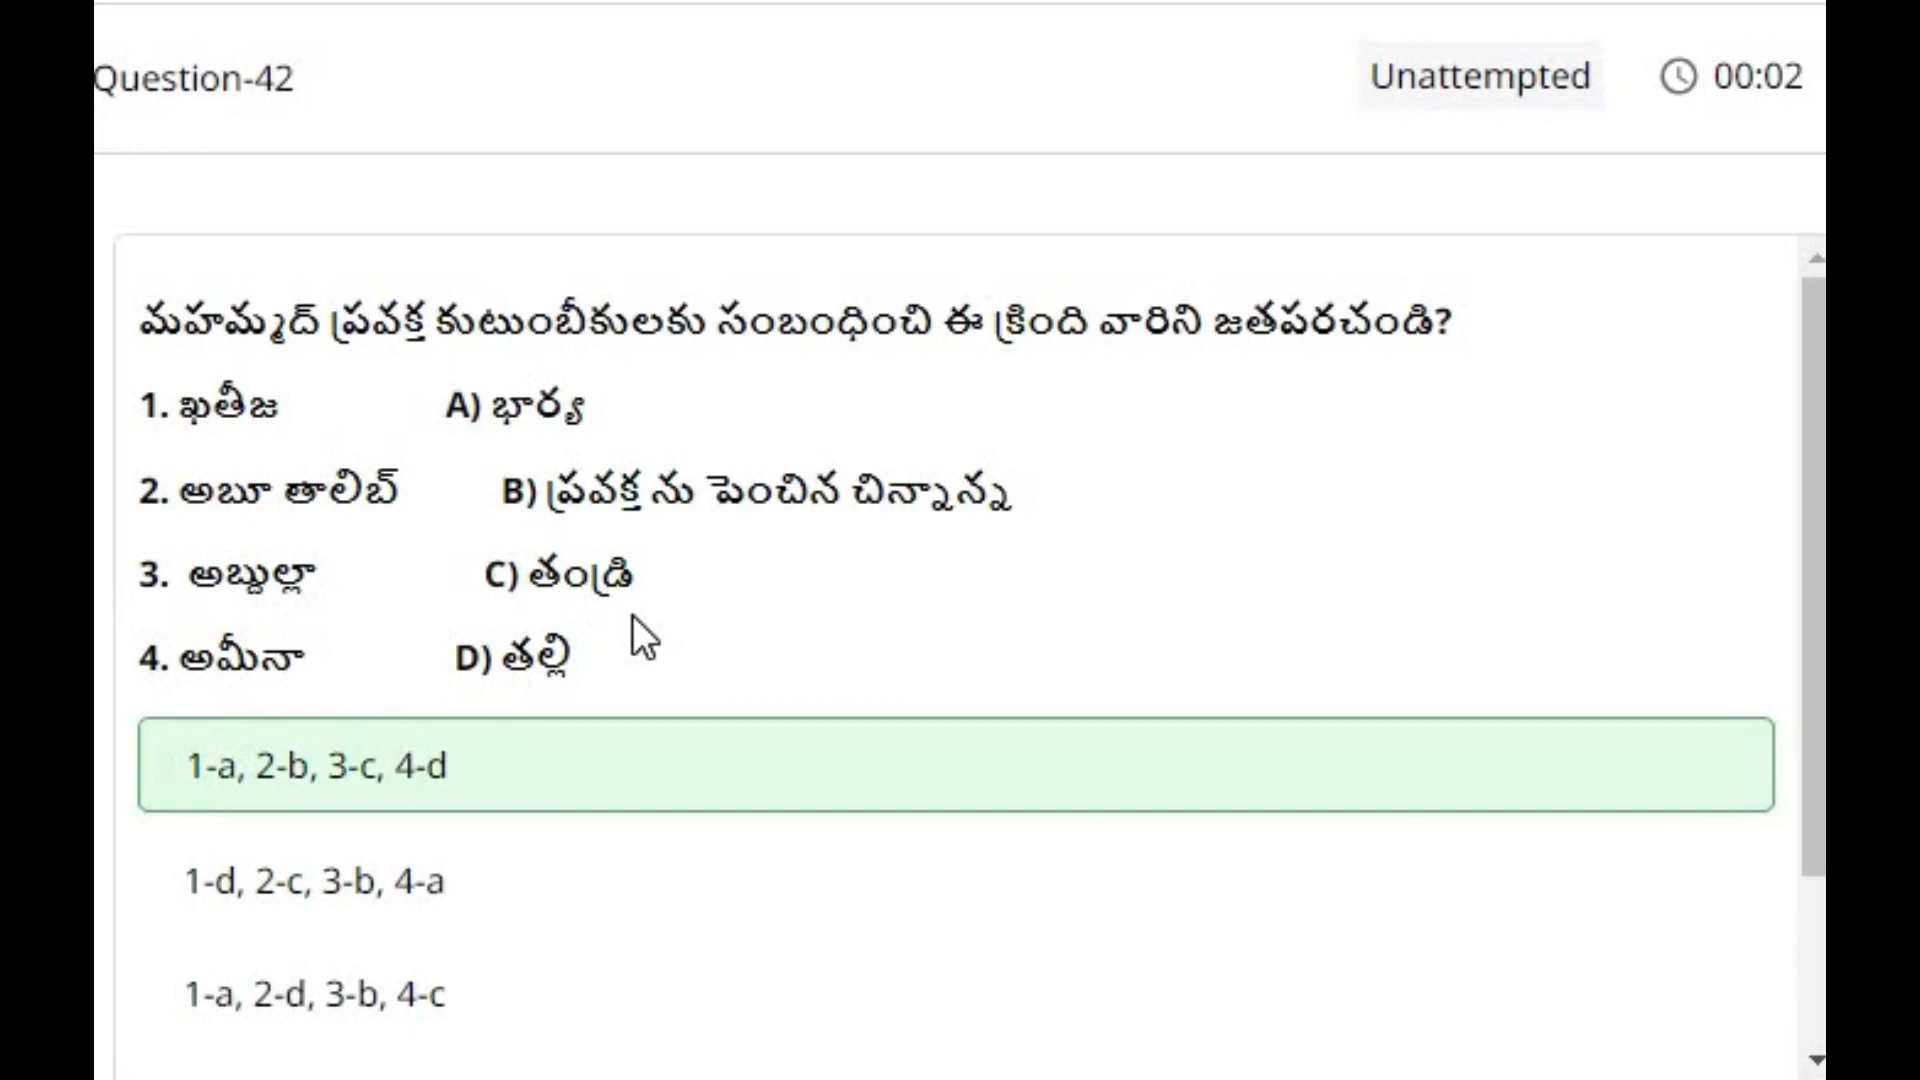 Question-42 Unattempted 00:02
మహమ్మద్ ప్రవక్త కుటుంబీకులకు సంబంధించి ఈ క్రింది వారిని జతపరచండి?
1. ఖతీజ A) భార్య
2. అబూ తాలిబ్ B) ప్రవక్త ను పెంచిన చిన్నాన్న
3. అబ్దుల్లా C) తండ్రి
4. అమీనా D) తల్లి
1-a, 2-b, 3-c, 4-d
1-d, 2-c, 3-b, 4-a
1-a, 2-d, 3-b, 4-c